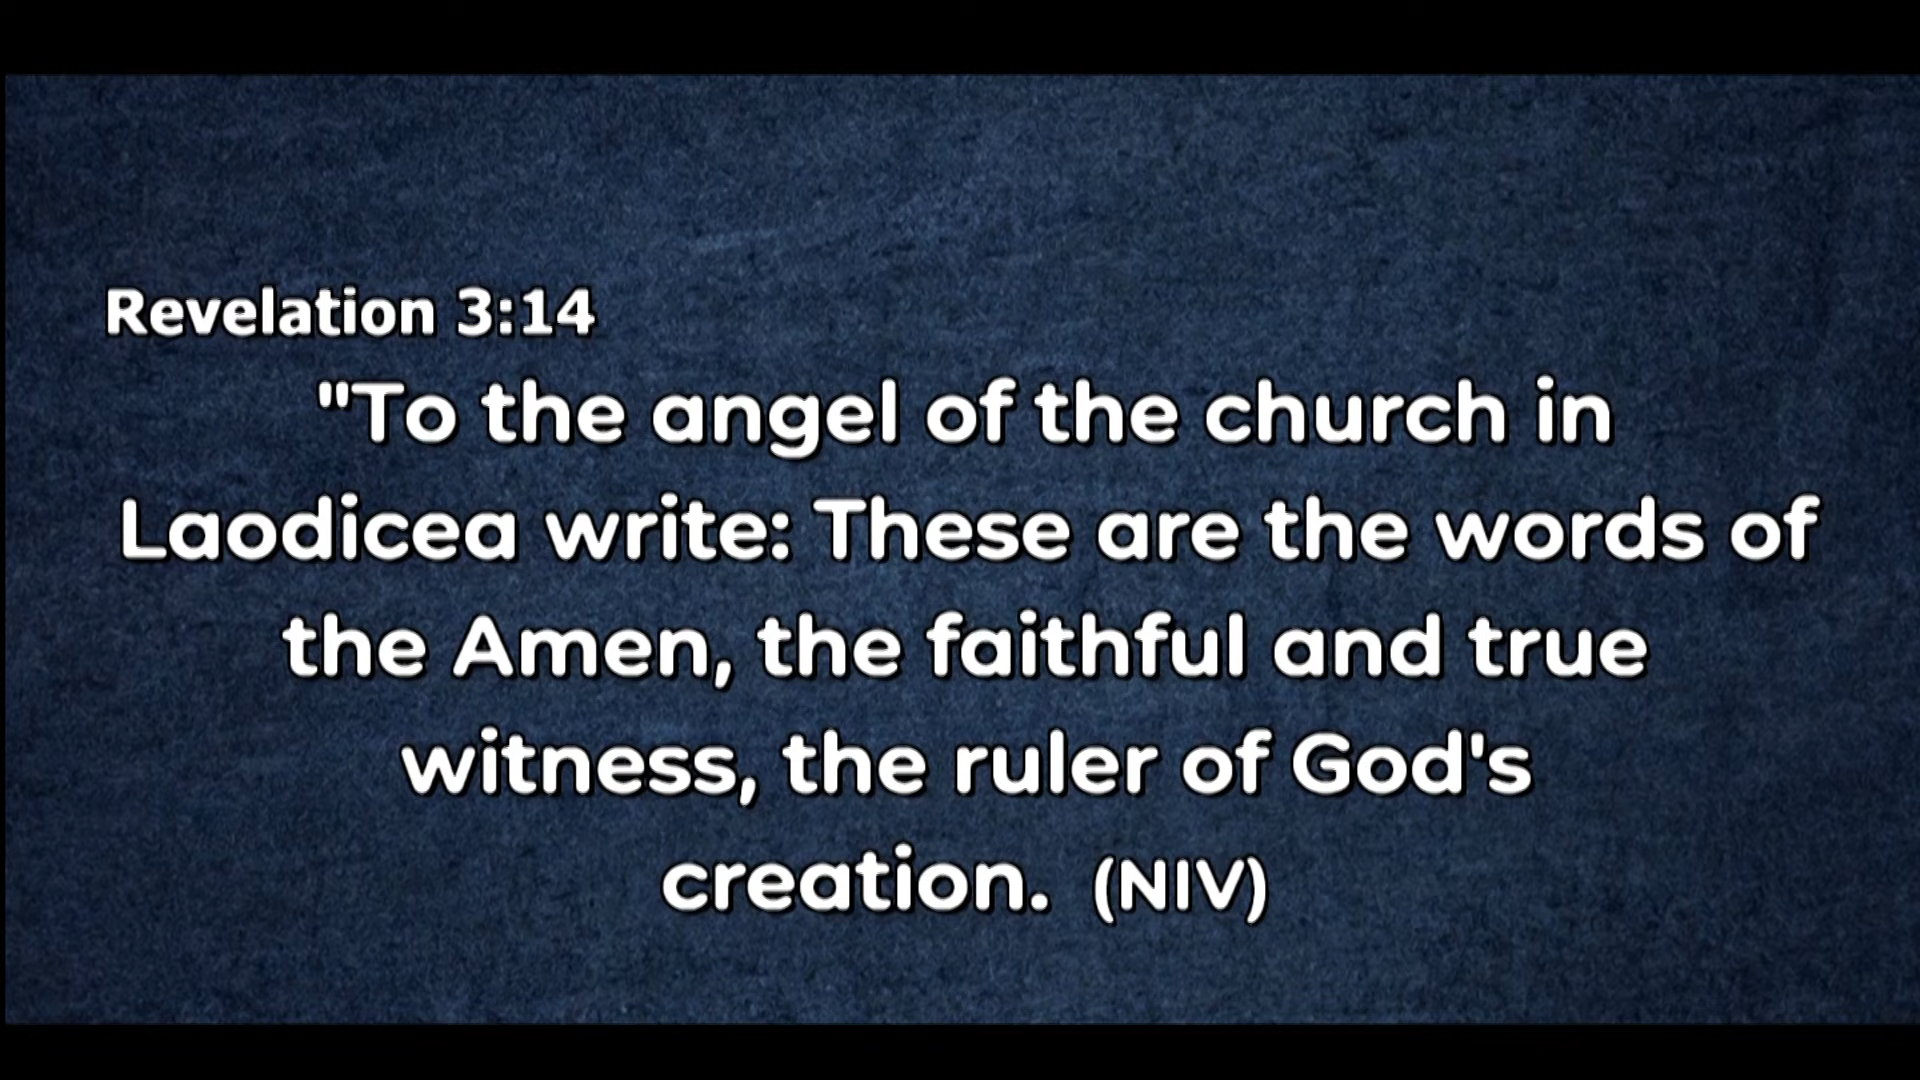 Revelation 3:14
"To the angel of the church in
Laodicea write: These are the words of
the Amen, the faithful and true
witness, the ruler of God's
creation. (NIV)